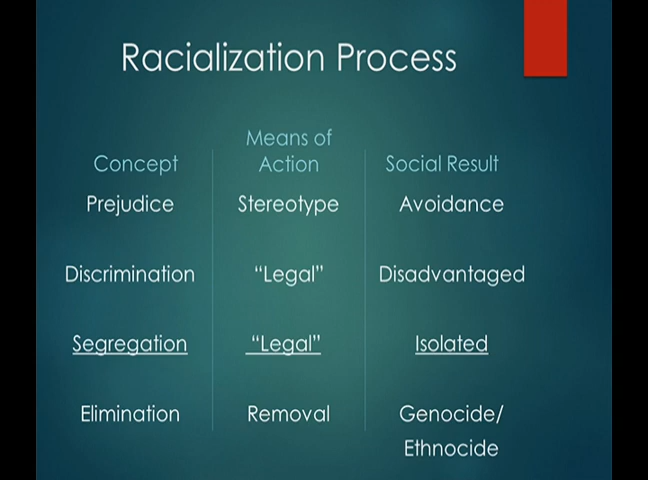 Racialization Process
Concept
Means of
Action
Social Result
Prejudice
Stereotype
Avoidance
Discrimination
“Legal”
Disadvantaged
Segregation
“Legal”
Isolated
Elimination
Removal
Genocide/
Ethnocide